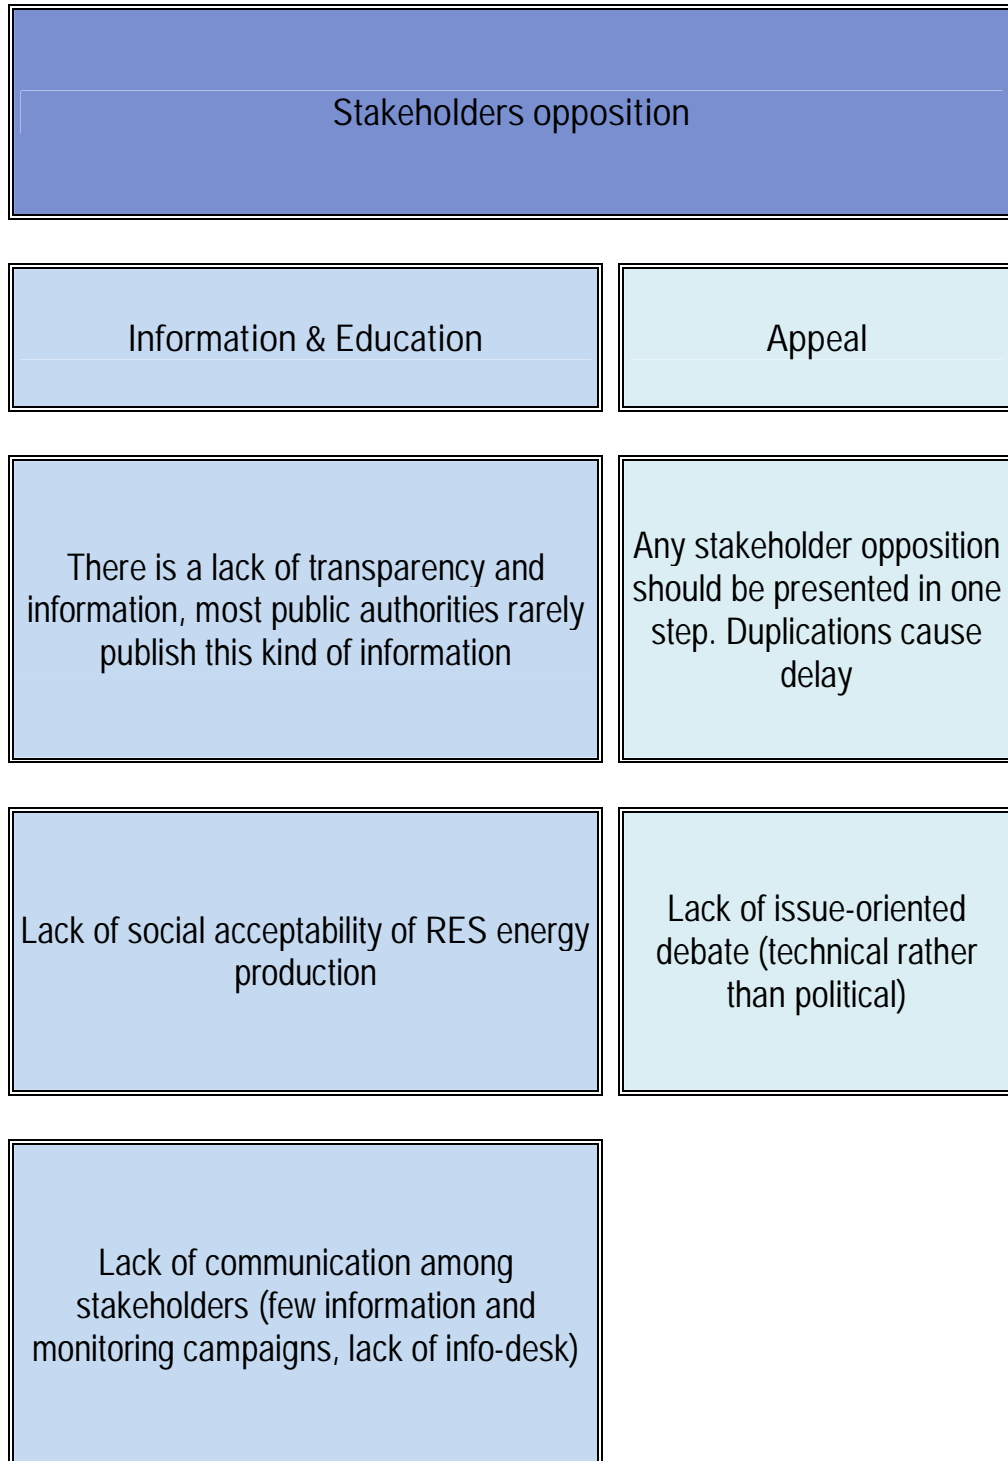 Stakeholders opposition
Information & Education
Appeal
There is a lack of transparency and
information, most public authorities rarely
publish this kind of information
Any stakeholder opposition
should be presented in one
step. Duplications cause
delay
Lack of social acceptability of RES energy
production
Lack of issue-oriented
debate (technical rather
than political)
Lack of communication among
stakeholders (few information and
monitoring campaigns, lack of info-desk)